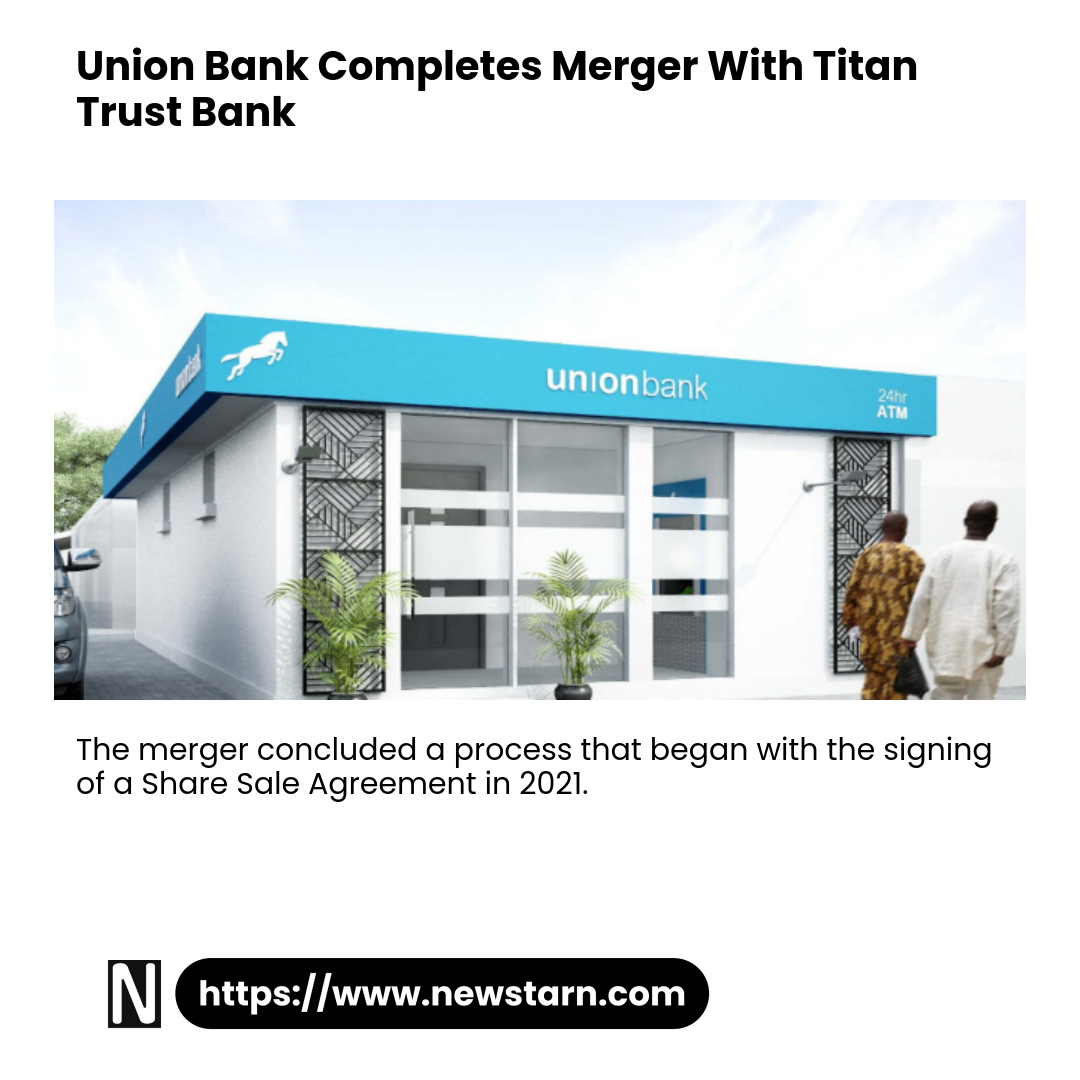 Union Bank Completes Merger With Titan
Trust Bank
unionbank
unionbank
24hr
ATM
The merger concluded a process that began with the signing
of a Share Sale Agreement in 2021.
N
https://www.newstarn.com